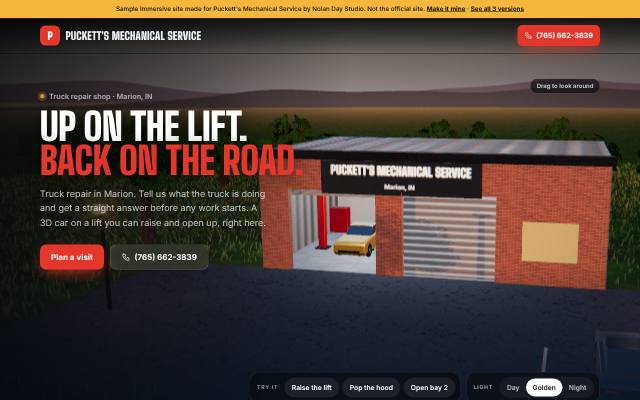 Sample Immersive site made for Puckett's Mechanical Service by Nolan Day Studio. Not the official site. Make it mine · See all 3 versions
P PUCKETT'S MECHANICAL SERVICE
(765) 662-3839
Drag to look around
Truck repair shop · Marion, IN
UP ON THE LIFT.
BACK ON THE ROAD.
Truck repair in Marion. Tell us what the truck is doing
and get a straight answer before any work starts. A
3D car on a lift you can raise and open up, right here.
Plan a visit
(765) 662-3839
PUCKETT'S MECHANICAL SERVICE
Marion, IN
TRY IT Raise the lift Pop the hood Open bay 2
LIGHT Day Golden Night